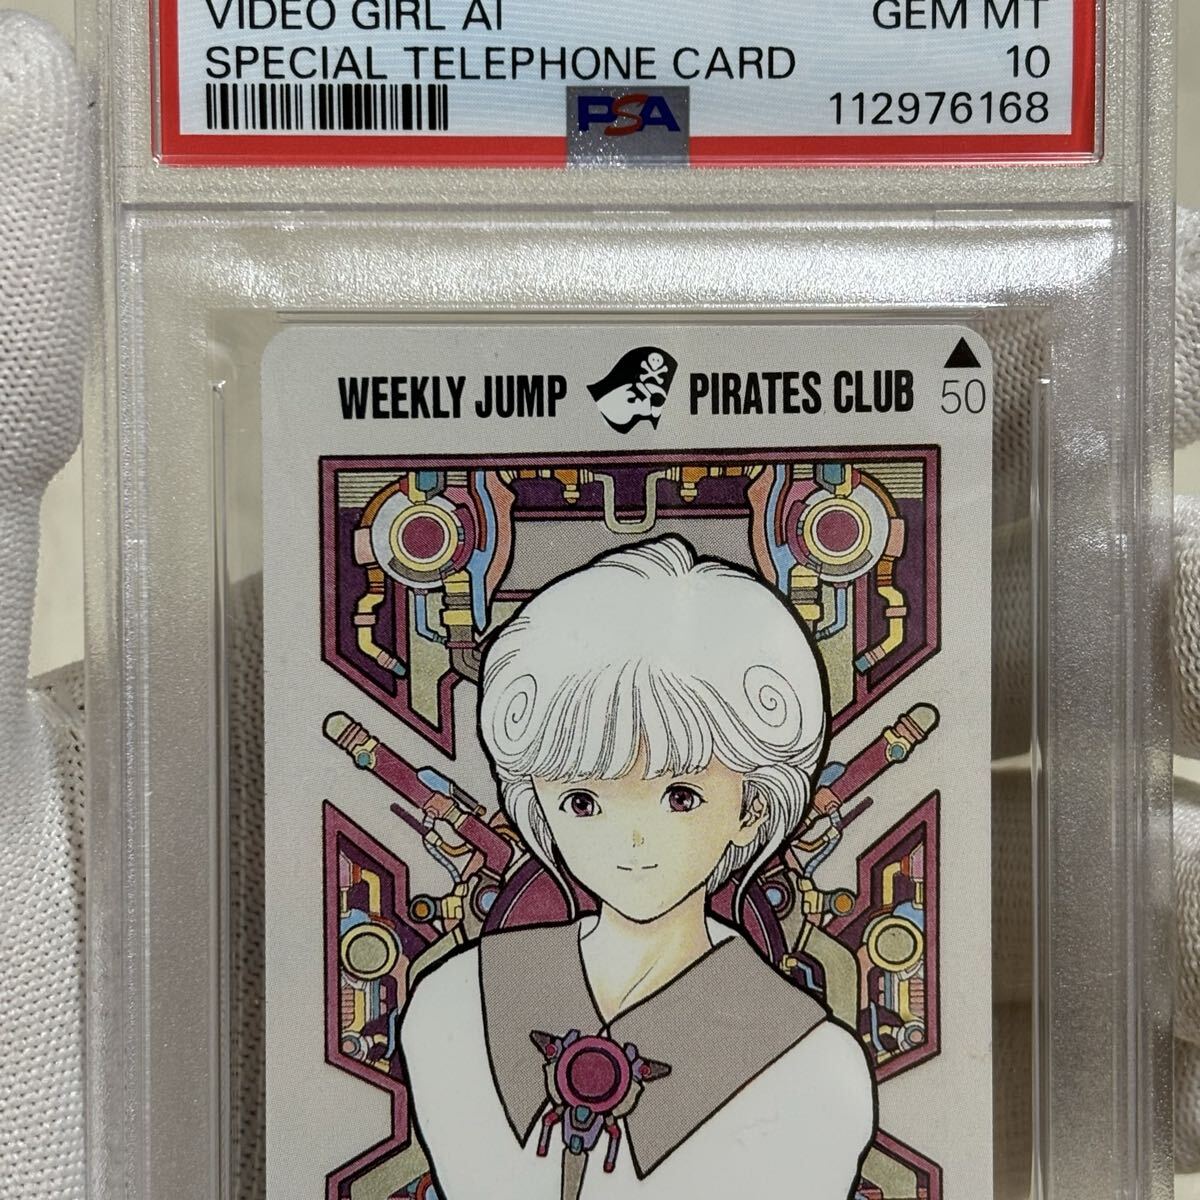 VIDEO GIRL AI GEM MT
SPECIAL TELEPHONE CARD 10
PSA 112976168
WEEKLY JUMP PIRATES CLUB
50